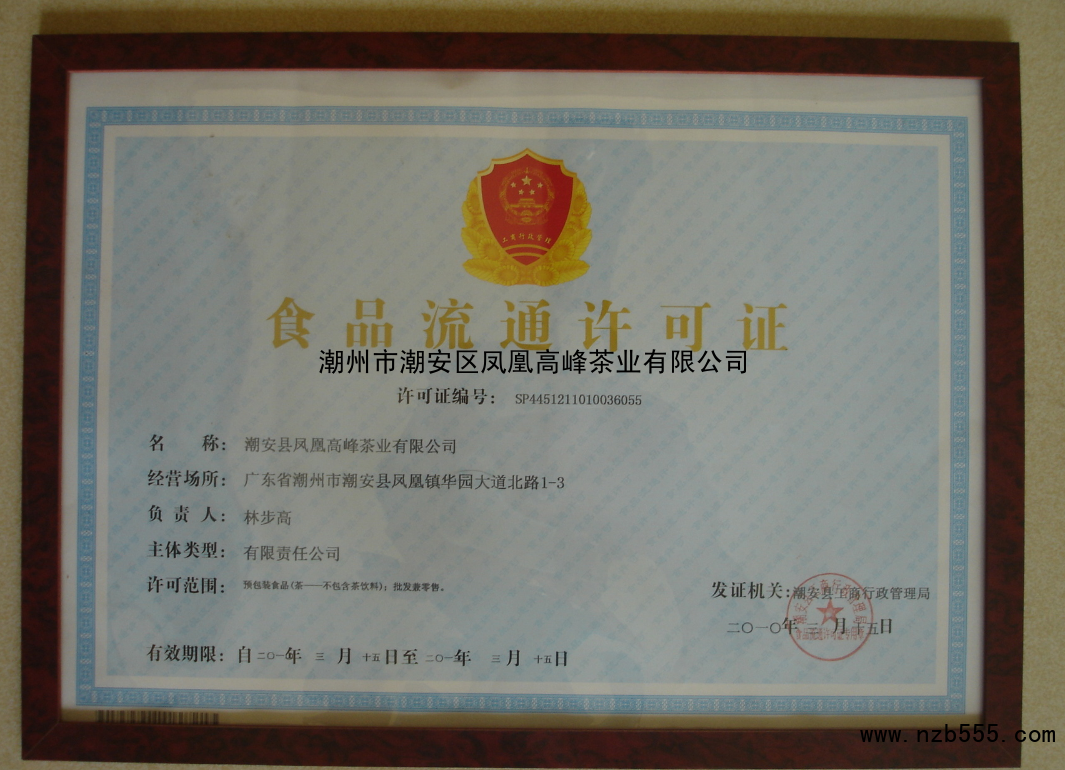 工商行政管理
食品流通许可证
潮州市潮安区凤凰高峰茶业有限公司
许可证编号： SP4451211010036055
名 称： 潮安县凤凰高峰茶业有限公司
经营场所： 广东省潮州市潮安县凤凰镇华园大道北路1-3
负 责 人： 林步高
主体类型： 有限责任公司
许可范围： 预包装食品(茶——不包含茶饮料)；批发兼零售。
发证机关： 潮安县工商行政管理局
二〇一〇年 三 月 十五日
有效期限： 自 二〇一 年 三 月 十五 日至 二〇一 年 三 月 十五 日
www.nzb555.com